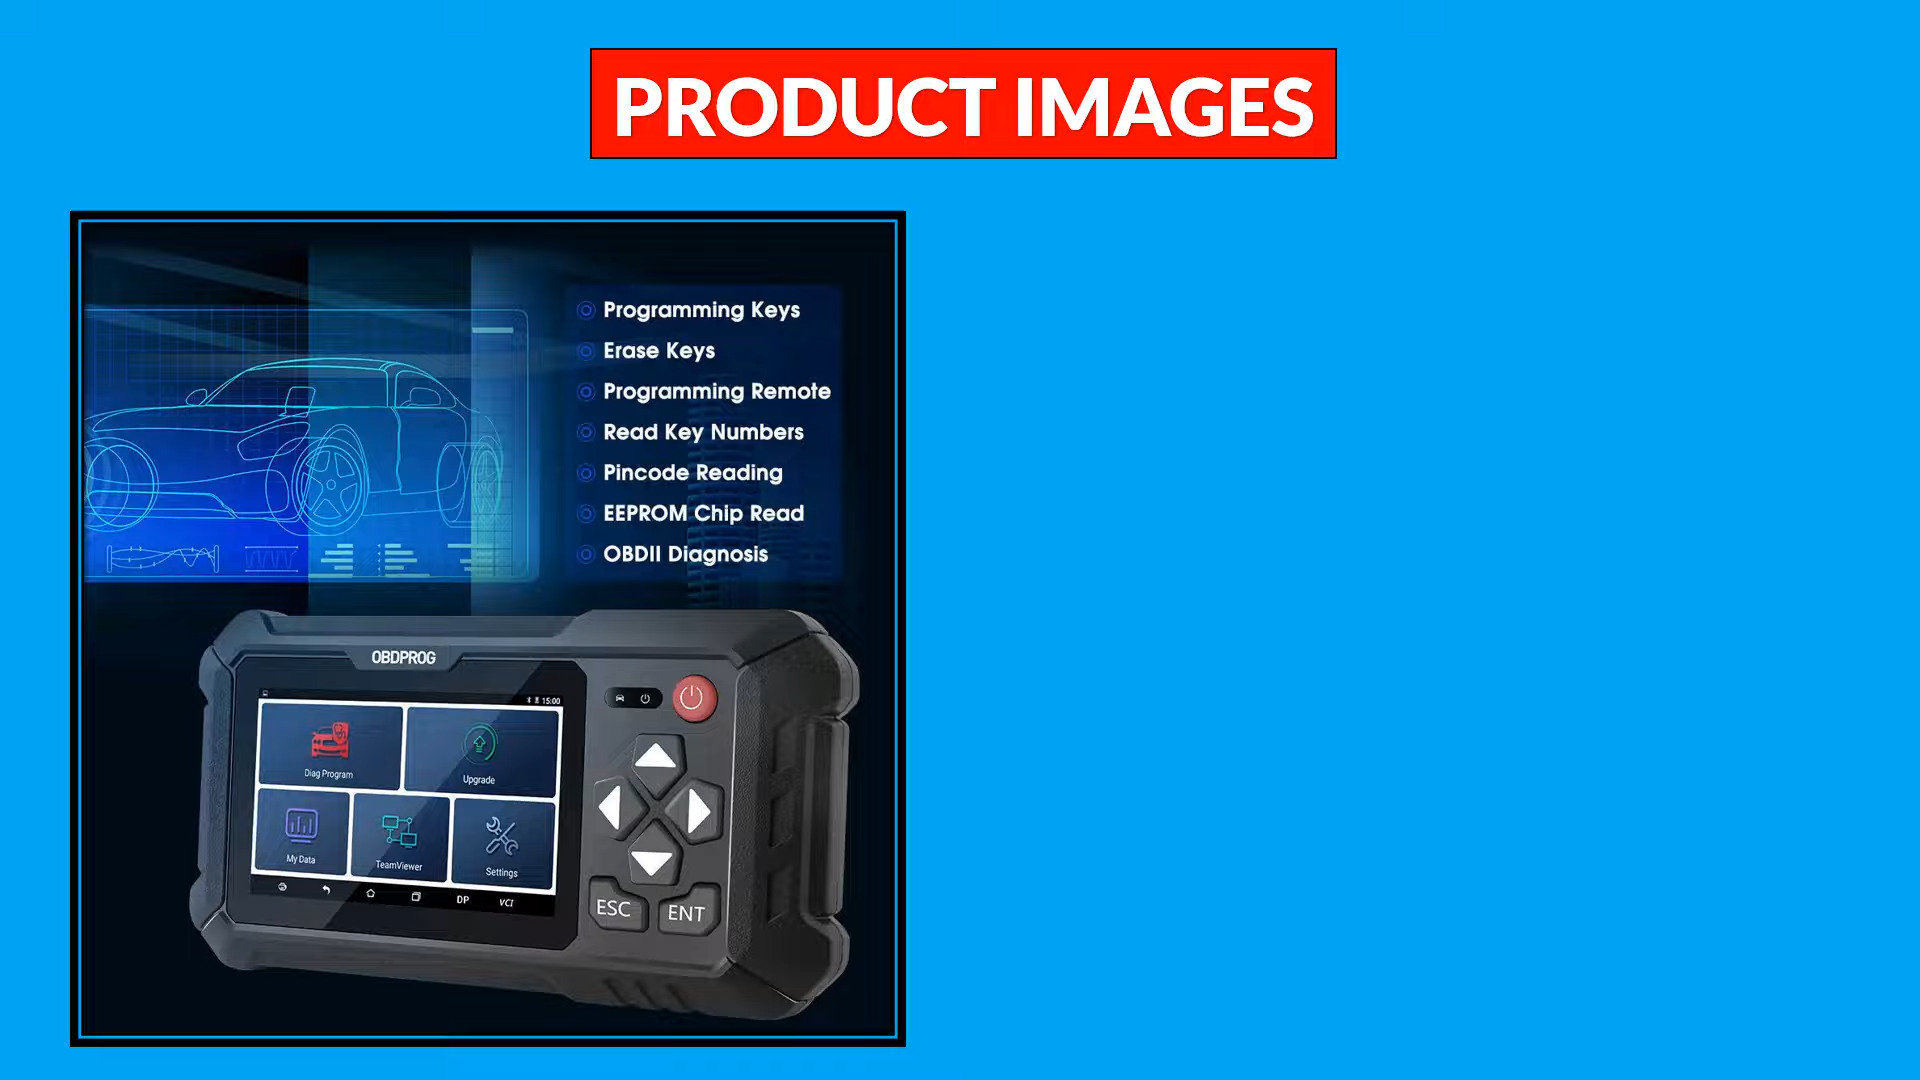 PRODUCT IMAGES
Programming Keys
Erase Keys
Programming Remote
Read Key Numbers
Pincode Reading
EEPROM Chip Read
OBDII Diagnosis
OBDPROG
15:00
Diag Program
Upgrade
My Data
TeamViewer
Settings
DP
VCI
ESC
ENT